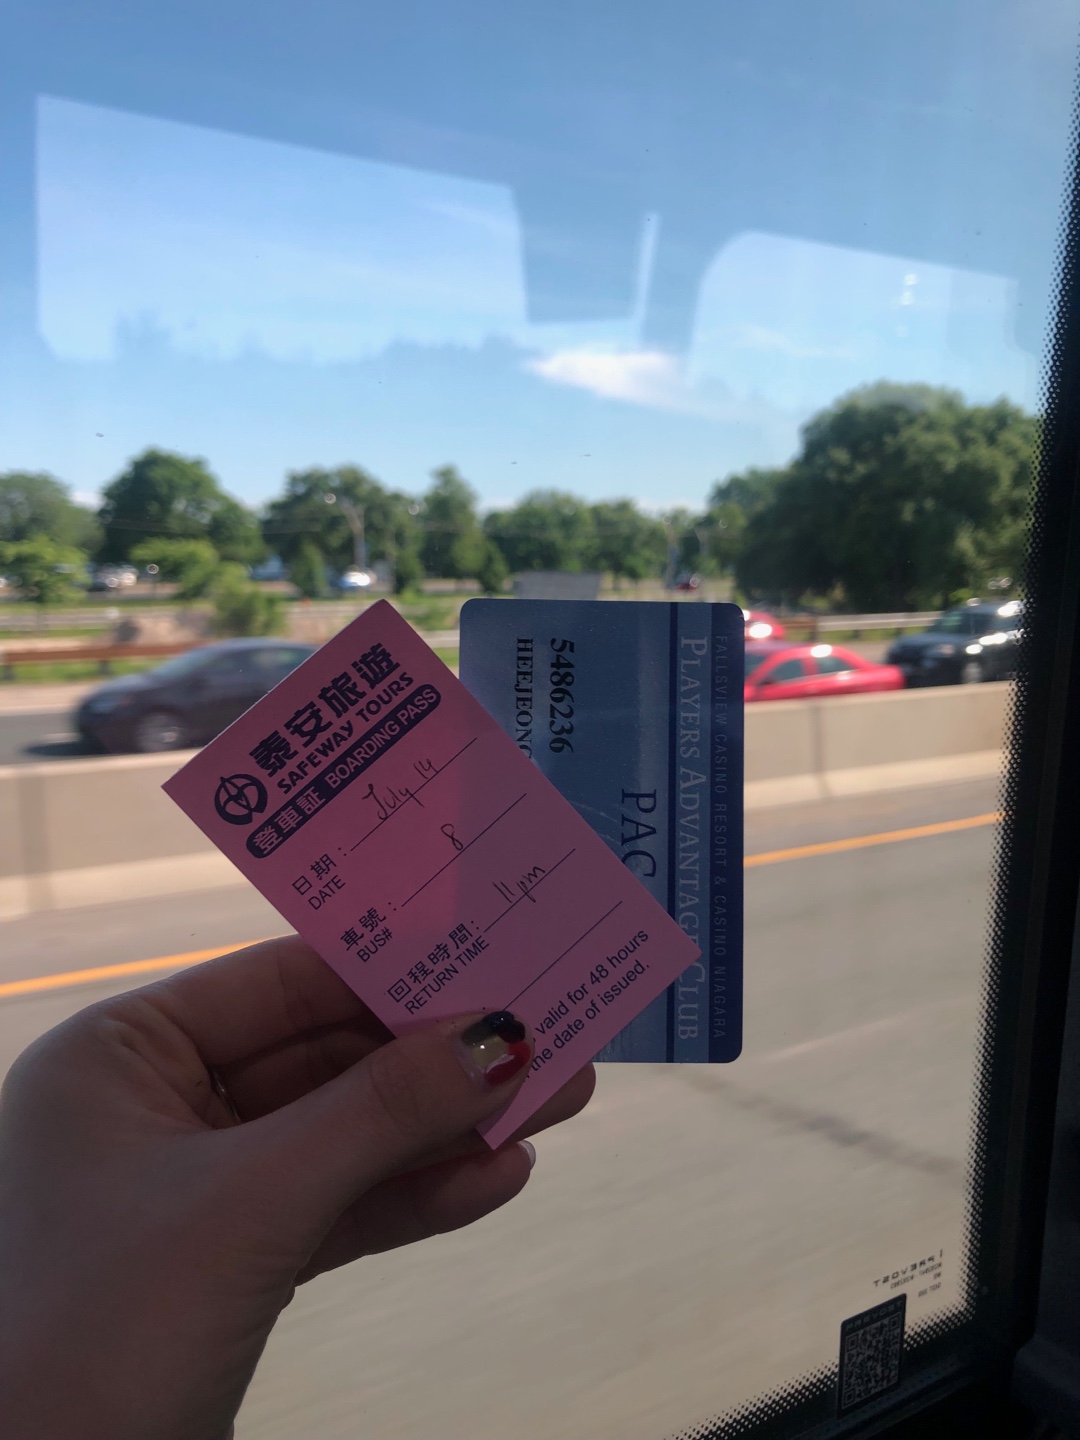 泰安旅遊
SAFEWAY TOURS
登車証 BOARDING PASS
日期: July 14
DATE
車號: 8
BUS#
回程時間: 11pm
RETURN TIME
valid for 48 hours
the date of issued.
FALLSVIEW CASINO RESORT & CASINO NIAGARA
PLAYERS ADVANTAGE CLUB
PAC
5486236
HEEJEONG
PREVOST